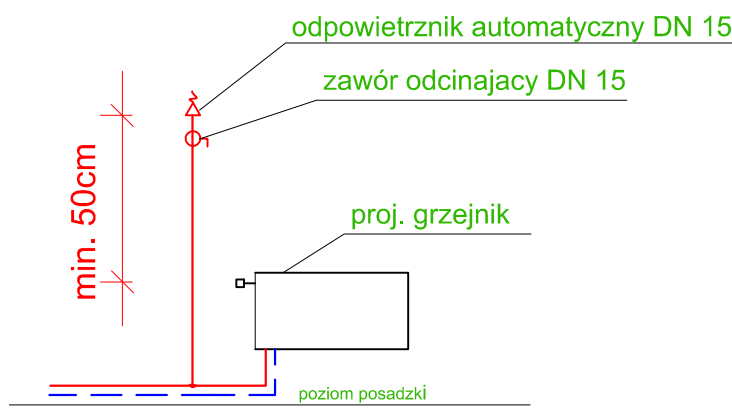 odpowietrznik automatyczny DN 15
zawór odcinajacy DN 15
min. 50cm
proj. grzejnik
poziom posadzki